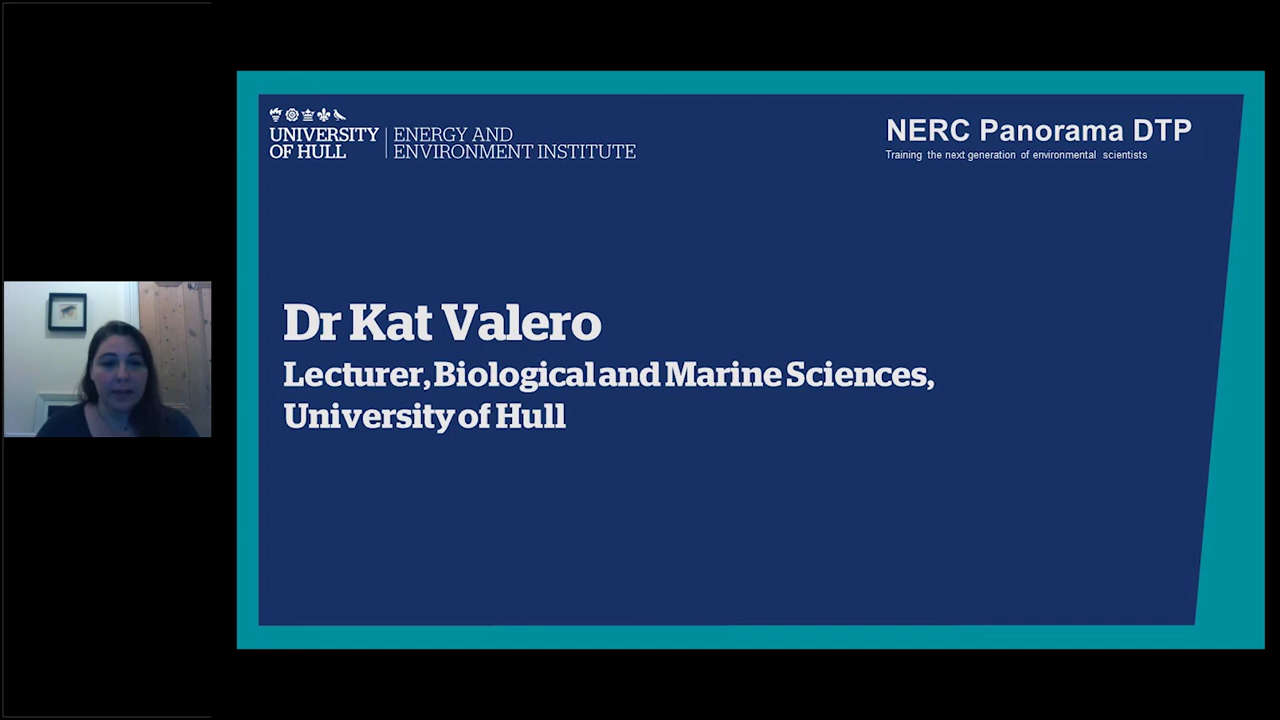 UNIVERSITY
OF HULL
ENERGY AND
ENVIRONMENT INSTITUTE
NERC Panorama DTP
Training the next generation of environmental scientists
Dr Kat Valero
Lecturer, Biological and Marine Sciences,
University of Hull